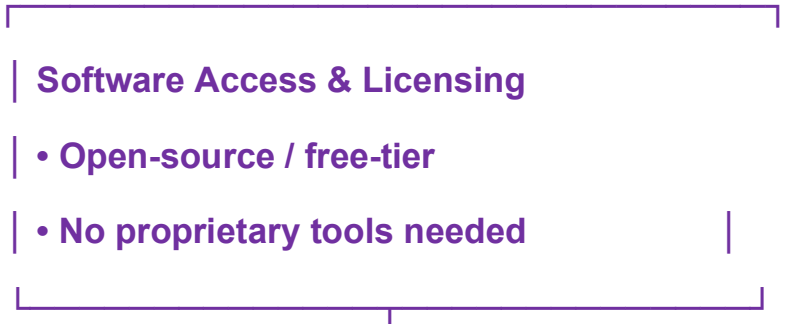 Software Access & Licensing
• Open-source / free-tier
• No proprietary tools needed